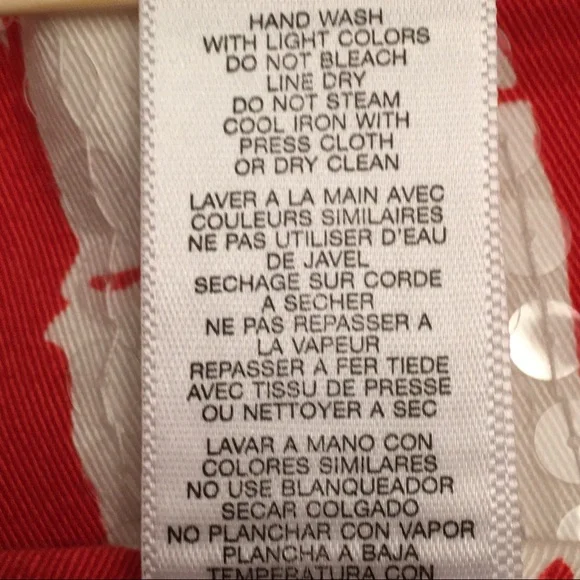 HAND WASH
WITH LIGHT COLORS
DO NOT BLEACH
LINE DRY
DO NOT STEAM
COOL IRON WITH
PRESS CLOTH
OR DRY CLEAN
LAVER A LA MAIN AVEC
COULEURS SIMILAIRES
NE PAS UTILISER D'EAU
DE JAVEL
SECHAGE SUR CORDE
A SECHER
NE PAS REPASSER A
LA VAPEUR
REPASSER A FER TIEDE
AVEC TISSU DE PRESSE
OU NETTOYER A SEC
LAVAR A MANO CON
COLORES SIMILARES
NO USE BLANQUEADOR
SECAR COLGADO
NO PLANCHAR CON VAPOR
PLANCHA A BAJA
TEMPERATURA CON